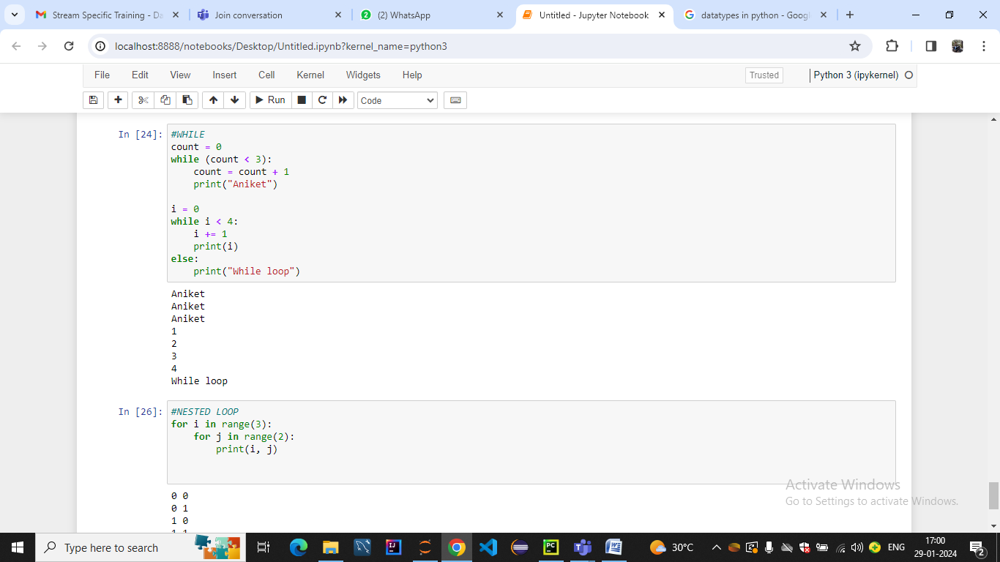 Stream Specific Training - Da
Join conversation
(2) WhatsApp
Untitled - Jupyter Notebook
datatypes in python - Googl
localhost:8888/notebooks/Desktop/Untitled.ipynb?kernel_name=python3
File Edit View Insert Cell Kernel Widgets Help
Trusted
Python 3 (ipykernel)
Run
Code
In [24]:
#WHILE
count = 0
while (count < 3):
    count = count + 1
    print("Aniket")
i = 0
while i < 4:
    i += 1
    print(i)
else:
    print("While loop")
Aniket
Aniket
Aniket
1
2
3
4
While loop
In [26]:
#NESTED LOOP
for i in range(3):
    for j in range(2):
        print(i, j)
0 0
0 1
1 0
1 1
Activate Windows
Go to Settings to activate Windows.
Type here to search
30°C
ENG
17:00
29-01-2024
2